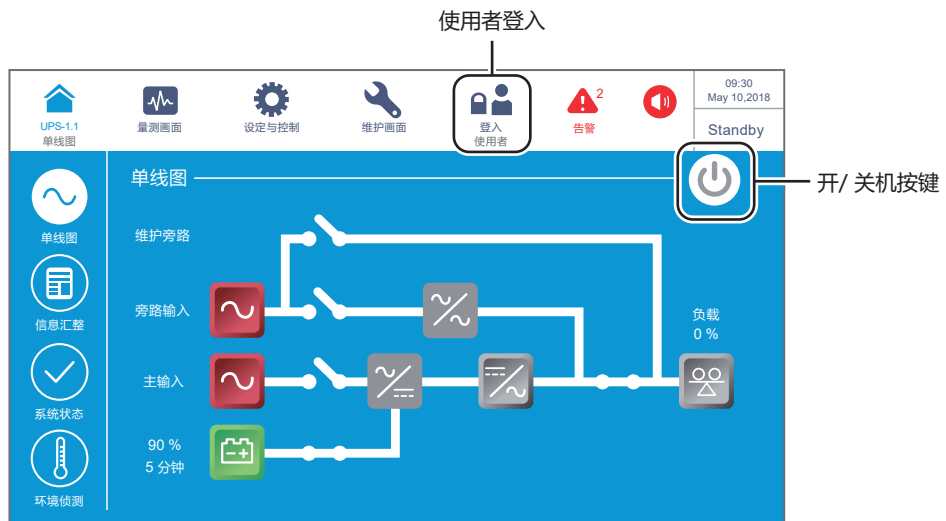 使用者登入
UPS-1.1
单线图
量测画面
设定与控制
维护画面
登入
使用者
2
告警
09:30
May 10,2018
Standby
单线图
开/ 关机按键
单线图
维护旁路
信息汇整
旁路输入
负载
0 %
主输入
系统状态
90 %
5 分钟
环境侦测